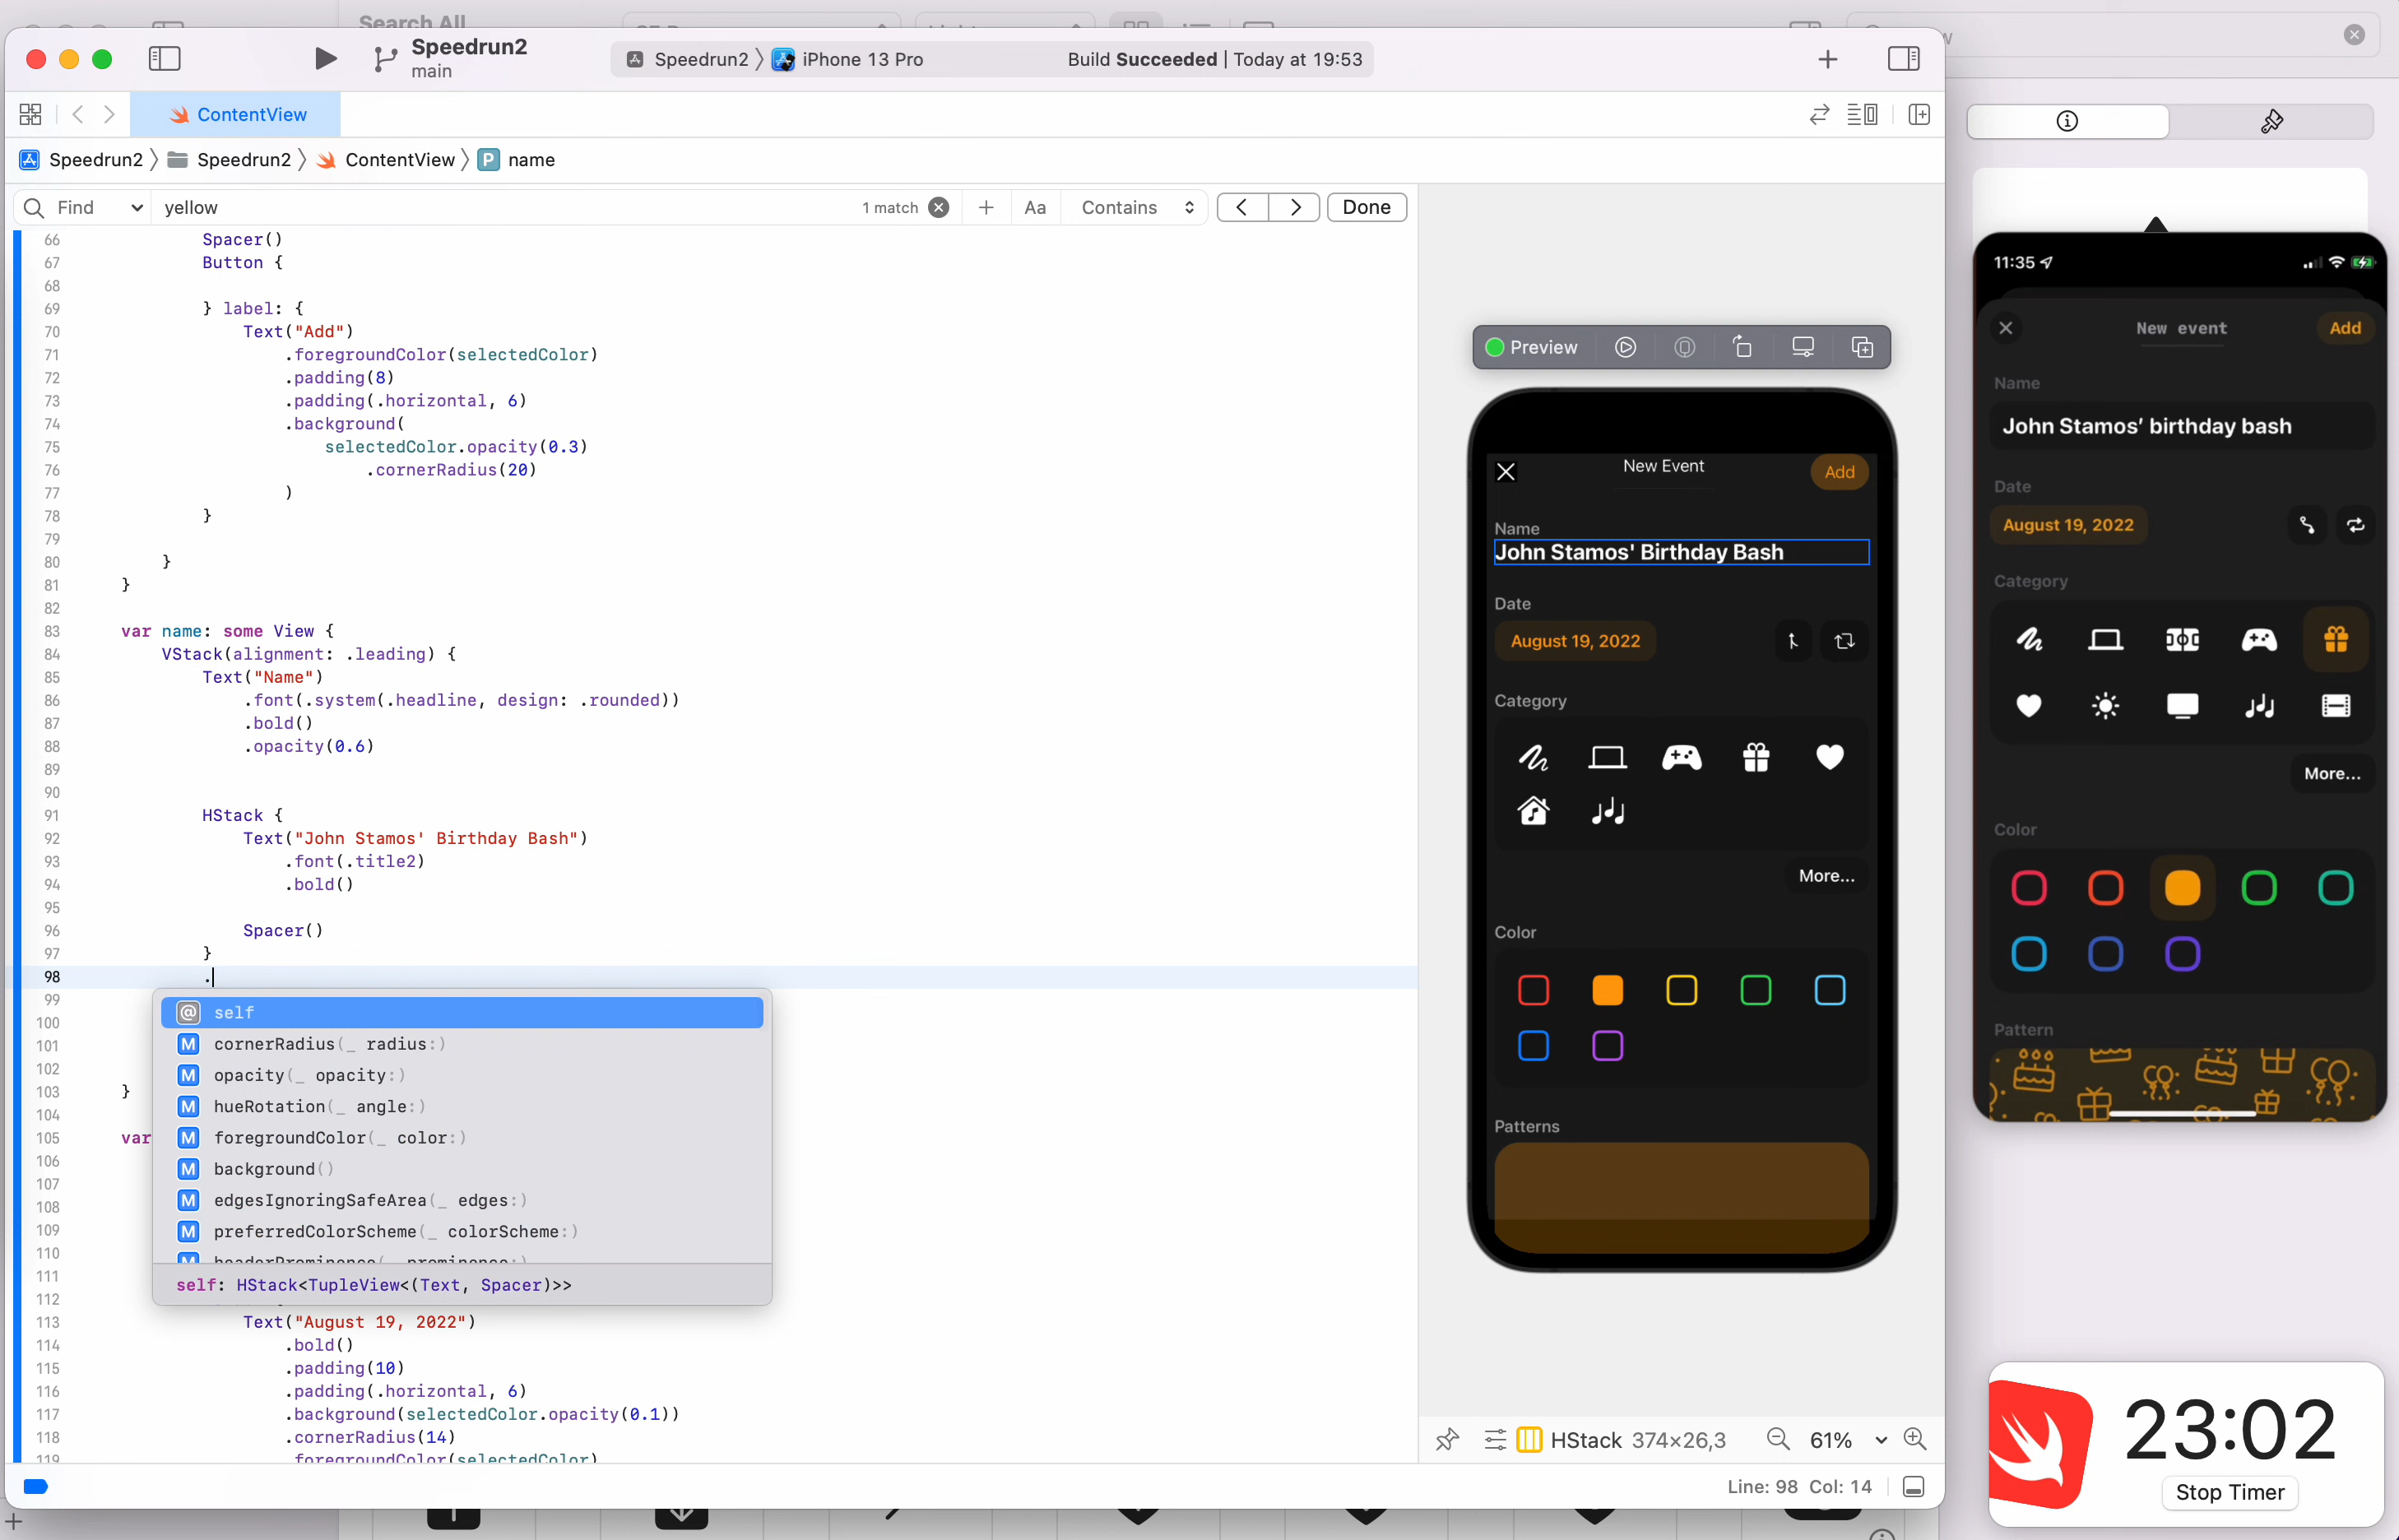 Search All
Speedrun2
main
Speedrun2
iPhone 13 Pro
Build Succeeded | Today at 19:53
ContentView
Speedrun2
Speedrun2
ContentView
P name
Find
yellow
1 match
Aa
Contains
Done
66 Spacer()
67 Button {
68
69 } label: {
70 Text("Add")
71 .foregroundColor(selectedColor)
72 .padding(8)
73 .padding(.horizontal, 6)
74 .background(
75 selectedColor.opacity(0.3)
76 .cornerRadius(20)
77 )
78 }
79
80 }
81 }
82
83 var name: some View {
84 VStack(alignment: .leading) {
85 Text("Name")
86 .font(.system(.headline, design: .rounded))
87 .bold()
88 .opacity(0.6)
89
90
91 HStack {
92 Text("John Stamos' Birthday Bash")
93 .font(.title2)
94 .bold()
95
96 Spacer()
97 }
98 .
99
100
101
102
103 }
104
105 var
106
107
108
109
110
111
112
113 Text("August 19, 2022")
114 .bold()
115 .padding(10)
116 .padding(.horizontal, 6)
117 .background(selectedColor.opacity(0.1))
118 .cornerRadius(14)
119 .foregroundColor(selectedColor)
@ self
M cornerRadius(_ radius:)
M opacity(_ opacity:)
M hueRotation(_ angle:)
M foregroundColor(_ color:)
M background()
M edgesIgnoringSafeArea(_ edges:)
M preferredColorScheme(_ colorScheme:)
M headerProminence(_ prominence:)
self: HStack<TupleView<(Text, Spacer)>>
Preview
New Event
Add
Name
John Stamos' Birthday Bash
Date
August 19, 2022
Category
More...
Color
Patterns
HStack 374×26,3
61%
Line: 98 Col: 14
11:35
New event
Add
Name
John Stamos' birthday bash
Date
August 19, 2022
Category
More...
Color
Pattern
23:02
Stop Timer